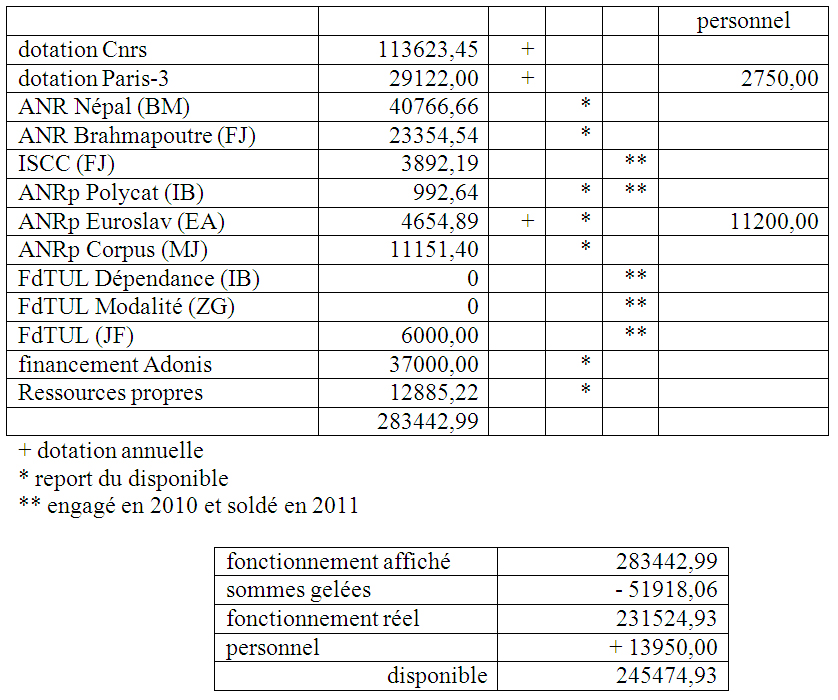 personnel
dotation Cnrs 113623,45 +
dotation Paris-3 29122,00 + 2750,00
ANR Népal (BM) 40766,66 *
ANR Brahmapoutre (FJ) 23354,54 *
ISCC (FJ) 3892,19 **
ANRp Polycat (IB) 992,64 * **
ANRp Euroslav (EA) 4654,89 + * 11200,00
ANRp Corpus (MJ) 11151,40 *
FdTUL Dépendance (IB) 0 **
FdTUL Modalité (ZG) 0 **
FdTUL (JF) 6000,00 **
financement Adonis 37000,00 *
Ressources propres 12885,22 *
283442,99
+ dotation annuelle
* report du disponible
** engagé en 2010 et soldé en 2011
fonctionnement affiché 283442,99
sommes gelées - 51918,06
fonctionnement réel 231524,93
personnel + 13950,00
disponible 245474,93